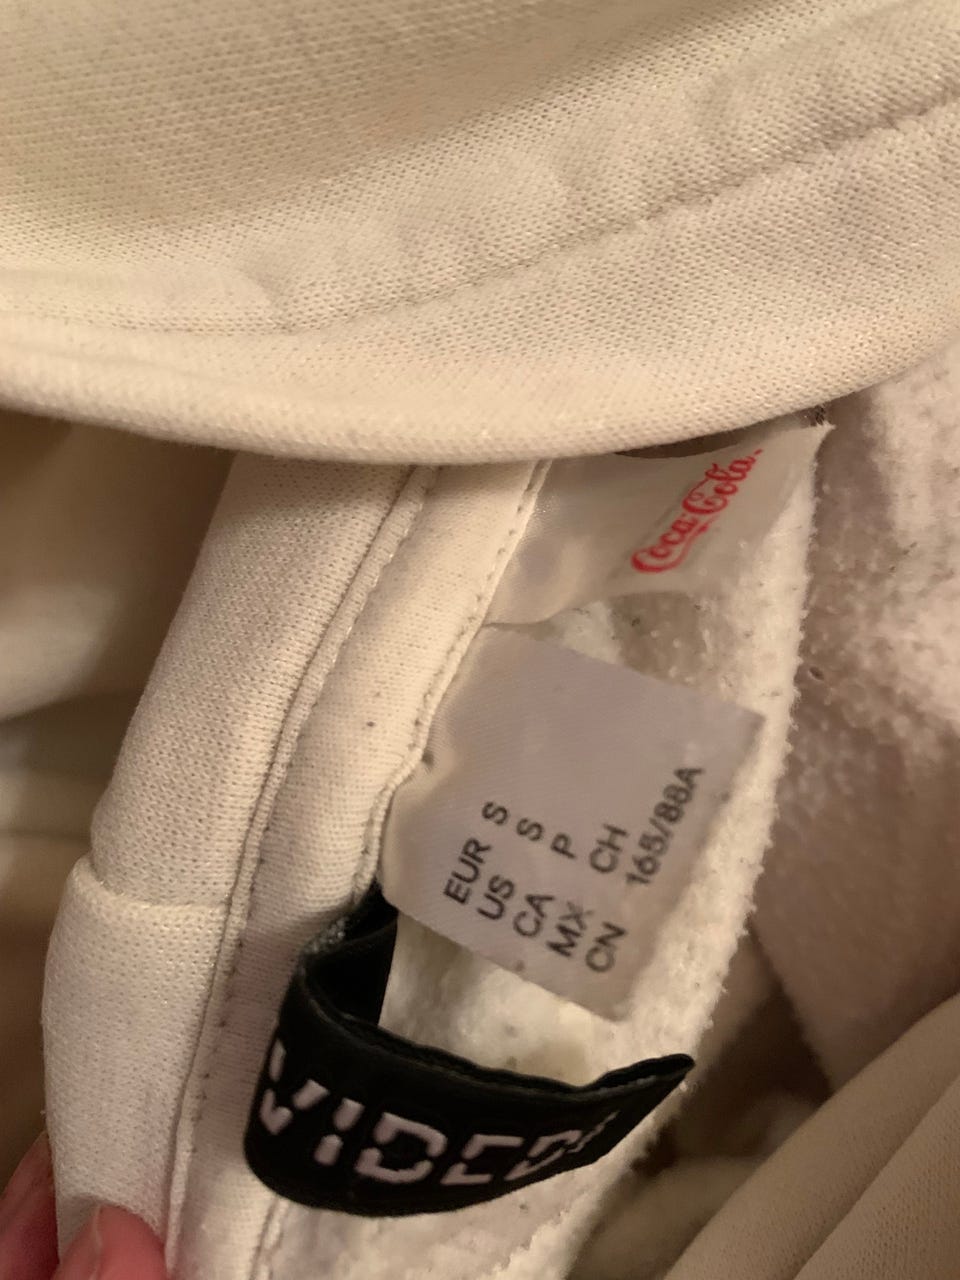 Coca-Cola.
EUR S
US S
CA P
MX CH
CN 165/88A
VIDED